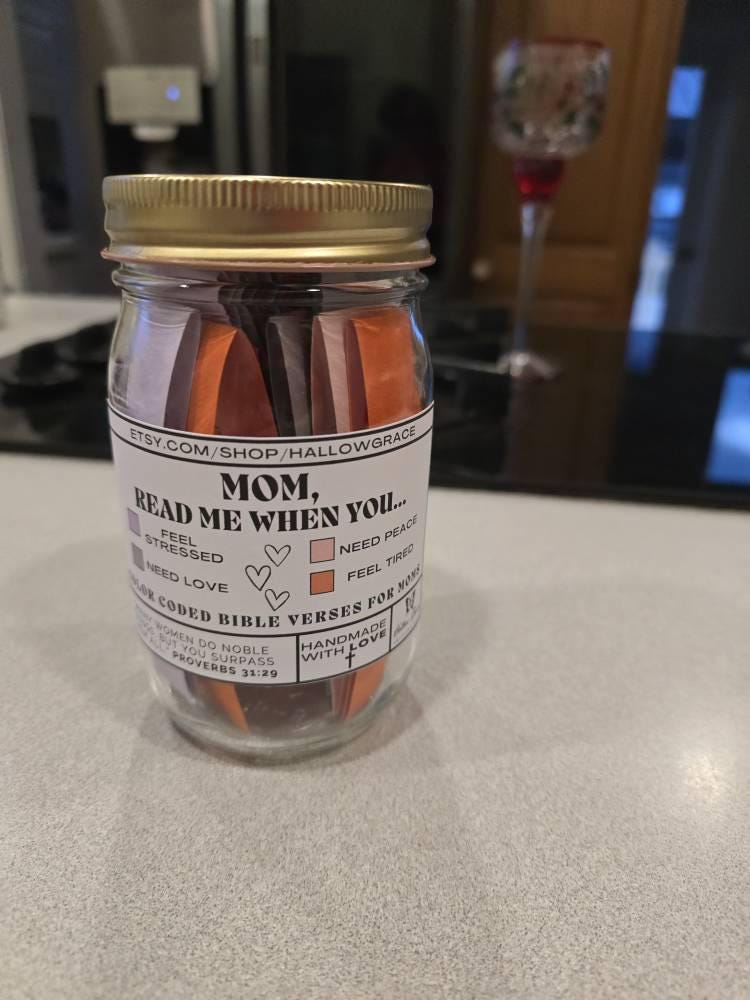 ETSY.COM/SHOP/HALLOWGRACE
MOM,
READ ME WHEN YOU...
FEEL
STRESSED
NEED LOVE
NEED PEACE
FEEL TIRED
CODED BIBLE VERSES FOR MOMS
WOMEN DO NOBLE
BUT YOU SURPASS
PROVERBS 31:29
HANDMADE
WITH LOVE